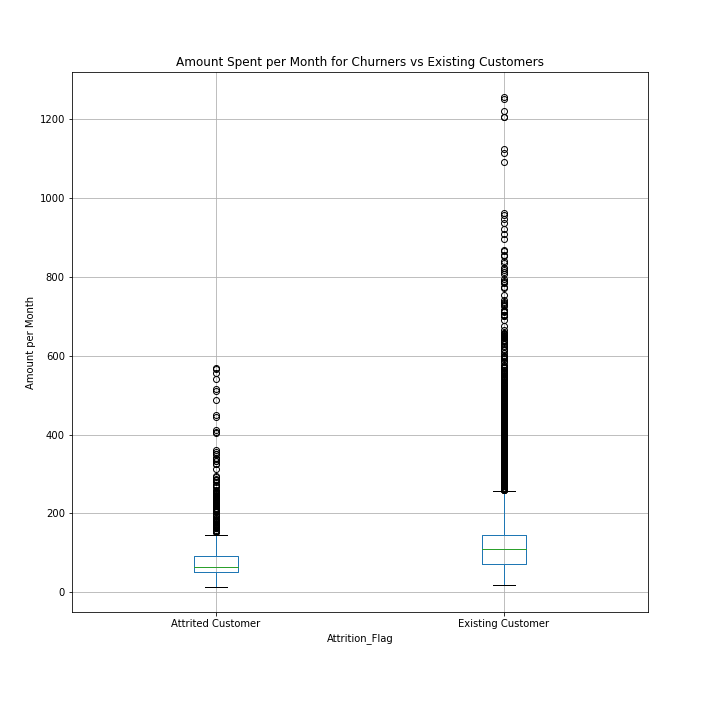 Amount Spent per Month for Churners vs Existing Customers
1200
1000
800
600
400
200
0
Amount per Month
Attrited Customer
Existing Customer
Attrition_Flag